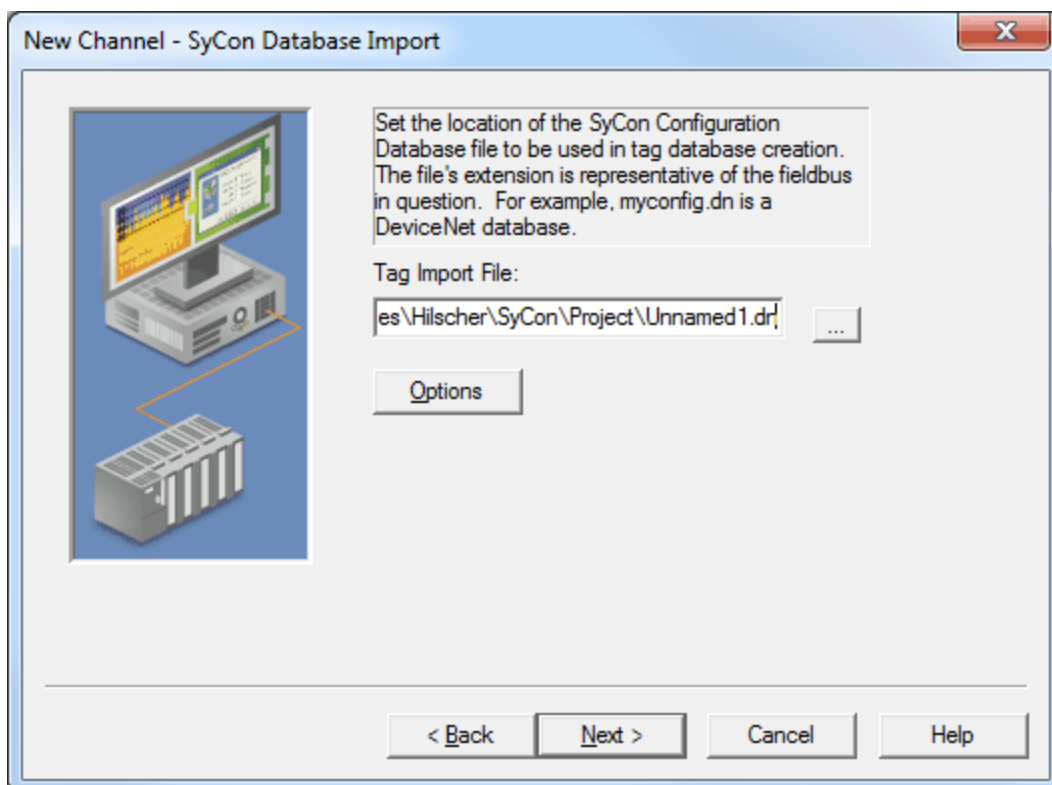 New Channel - SyCon Database Import
Set the location of the SyCon Configuration
Database file to be used in tag database creation.
The file's extension is representative of the fieldbus
in question.  For example, myconfig.dn is a
DeviceNet database.
Tag Import File:
es\Hilscher\SyCon\Project\Unnamed1.dn
...
Options
< Back
Next >
Cancel
Help